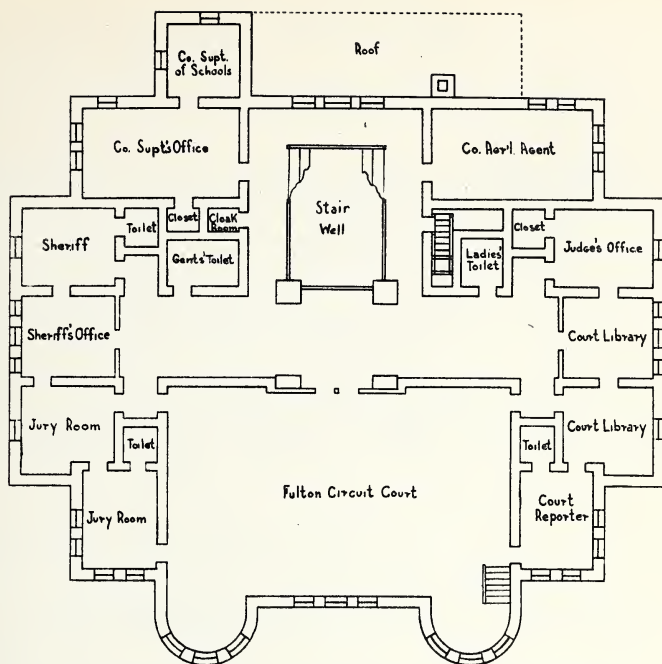 Co. Supt.
of Schools
Roof
Co. Supt's Office
Co. Agr'l. Agent
Stair
Well
Closet
Cloak
Room
Toilet
Sheriff
Gents' Toilet
Closet
Ladies'
Toilet
Judge's Office
Sheriff's Office
Court Library
Jury Room
Toilet
Toilet
Court Library
Jury Room
Fulton Circuit Court
Court
Reporter